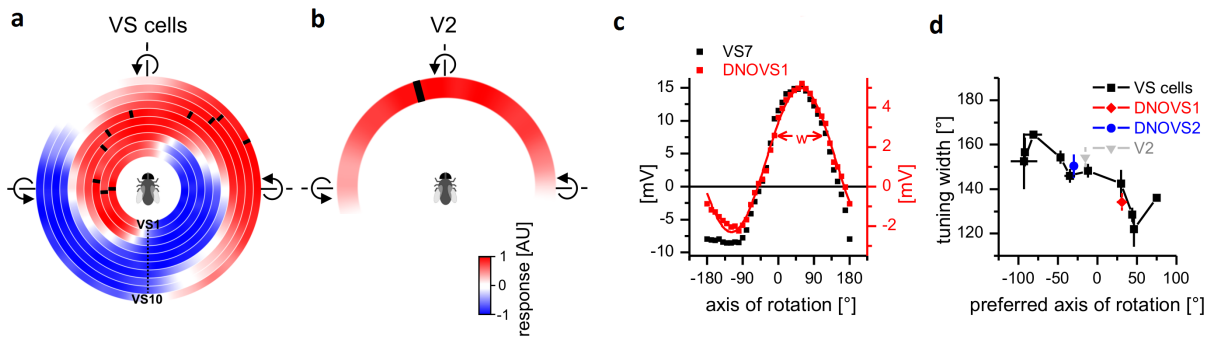 a
VS cells
VS1
VS10
b
V2
response [AU]
1
0
-1
c
VS7
DNOVS1
15
10
5
0
-5
-10
[mV]
w
4
2
0
-2
[mV]
-180
-90
0
90
180
axis of rotation [°]
d
VS cells
DNOVS1
DNOVS2
V2
180
160
140
120
tuning width [°]
-100
-50
0
50
100
preferred axis of rotation [°]